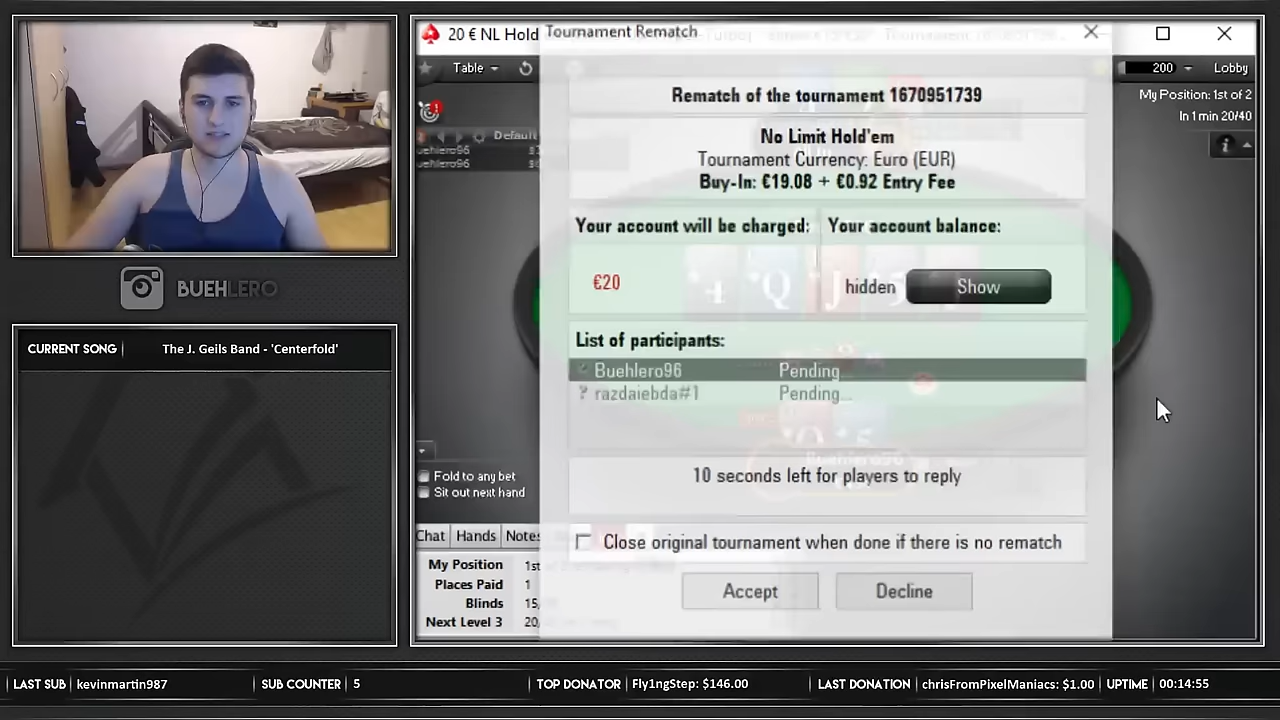 20 € NL Hold
Tournament Rematch
Table
200
Lobby
Rematch of the tournament 1670951739
My Position: 1st of 2
In 1 min 20/40
Default
No Limit Hold'em
Tournament Currency: Euro (EUR)
Buy-In: €19.08 + €0.92 Entry Fee
Your account will be charged:
Your account balance:
€20
hidden
Show
4
Q
J
BUEHLERO
CURRENT SONG
The J. Geils Band - 'Centerfold'
List of participants:
Buehlero96 Pending...
? razdaiebda#1 Pending...
Buehlero96
10 seconds left for players to reply
Fold to any bet
Sit out next hand
Chat
Hands
Notes
Close original tournament when done if there is no rematch
My Position 1st
Places Paid 1
Blinds 15,
Next Level 3 20,
Accept
Decline
LAST SUB kevinmartin987
SUB COUNTER 5
TOP DONATOR Fly1ngStep: $146.00
LAST DONATION chrisFromPixelManiacs: $1.00
UPTIME 00:14:55